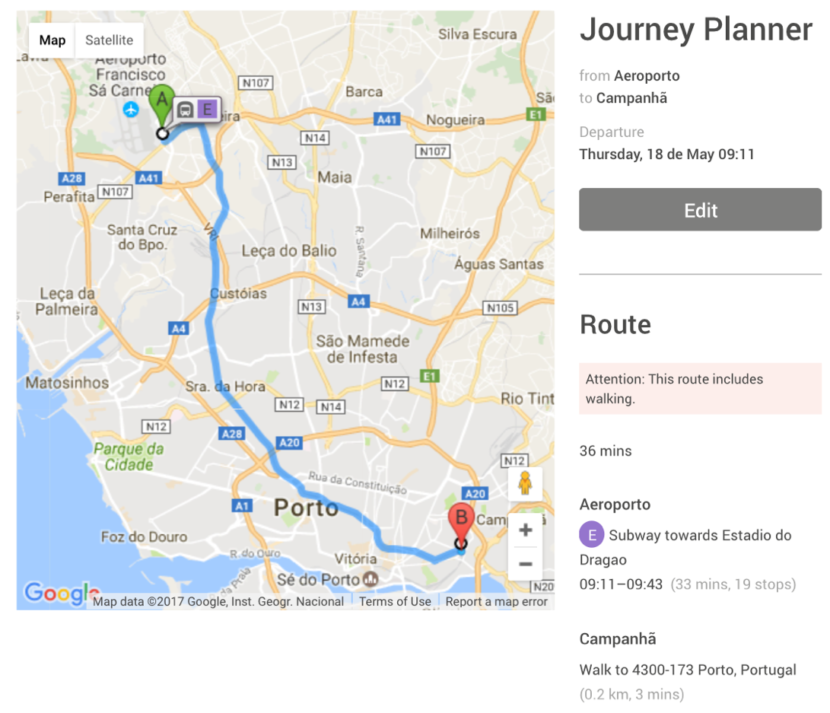 Map
Satellite
Silva Escura
Aeroporto
Francisco
Sá Carne
N107
A
E
Barca
A41
Nogueira
E1
N14
N107
N13
A28
A41
Maia
Perafita
N107
Santa Cruz
do Bpo.
VRI
R. Santana
Milheirós
Leça do Balio
Águas Santas
Leça da
Palmeira
Custóias
A4
N13
N105
A4
São Mamede
de Infesta
Matosinhos
Sra. da Hora
E1
N12
Rio Tint
N12
N14
N12
A28
A20
Parque da
Cidade
N12
Rua da Constituição
A20
A1
Porto
B
Foz do Douro
R. do Ouro
Vitória
Sé do Porto
N20
da Praia
Google
Map data ©2017 Google, Inst. Geogr. Nacional
Terms of Use
Report a map error
Journey Planner
from Aeroporto
to Campanhã
Departure
Thursday, 18 de May 09:11
Edit
Route
Attention: This route includes
walking.
36 mins
Aeroporto
E Subway towards Estadio do
Dragao
09:11–09:43 (33 mins, 19 stops)
Campanhã
Walk to 4300-173 Porto, Portugal
(0.2 km, 3 mins)